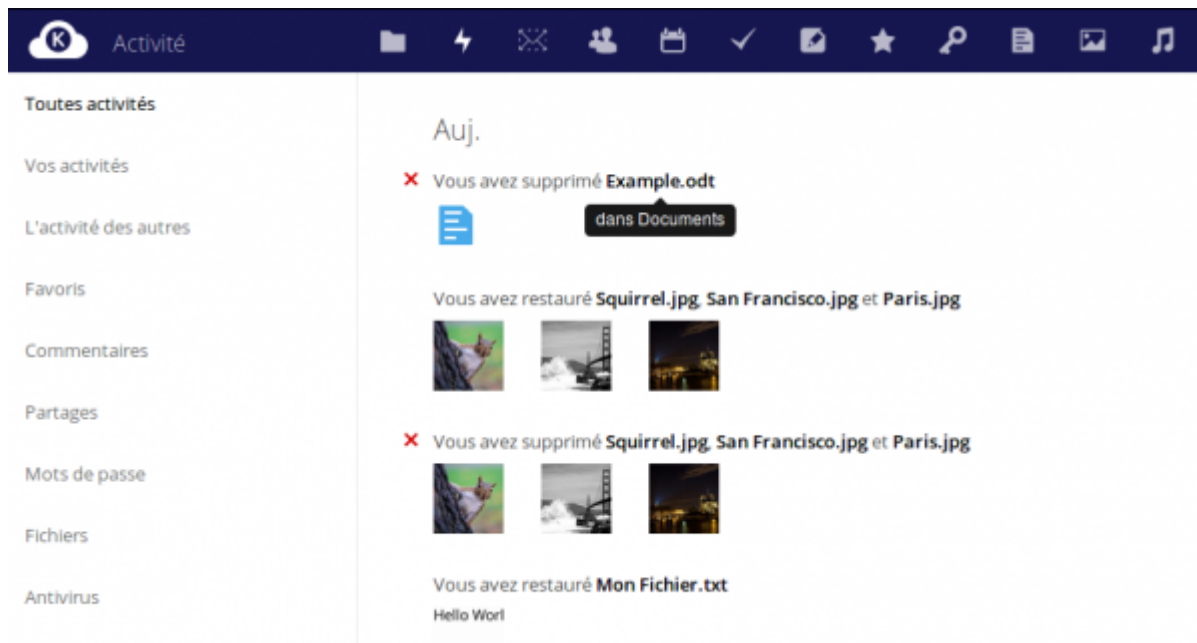 K Activité
Toutes activités
Vos activités
L'activité des autres
Favoris
Commentaires
Partages
Mots de passe
Fichiers
Antivirus
Auj.
Vous avez supprimé Example.odt
dans Documents
Vous avez restauré Squirrel.jpg, San Francisco.jpg et Paris.jpg
Vous avez supprimé Squirrel.jpg, San Francisco.jpg et Paris.jpg
Vous avez restauré Mon Fichier.txt
Hello Worl